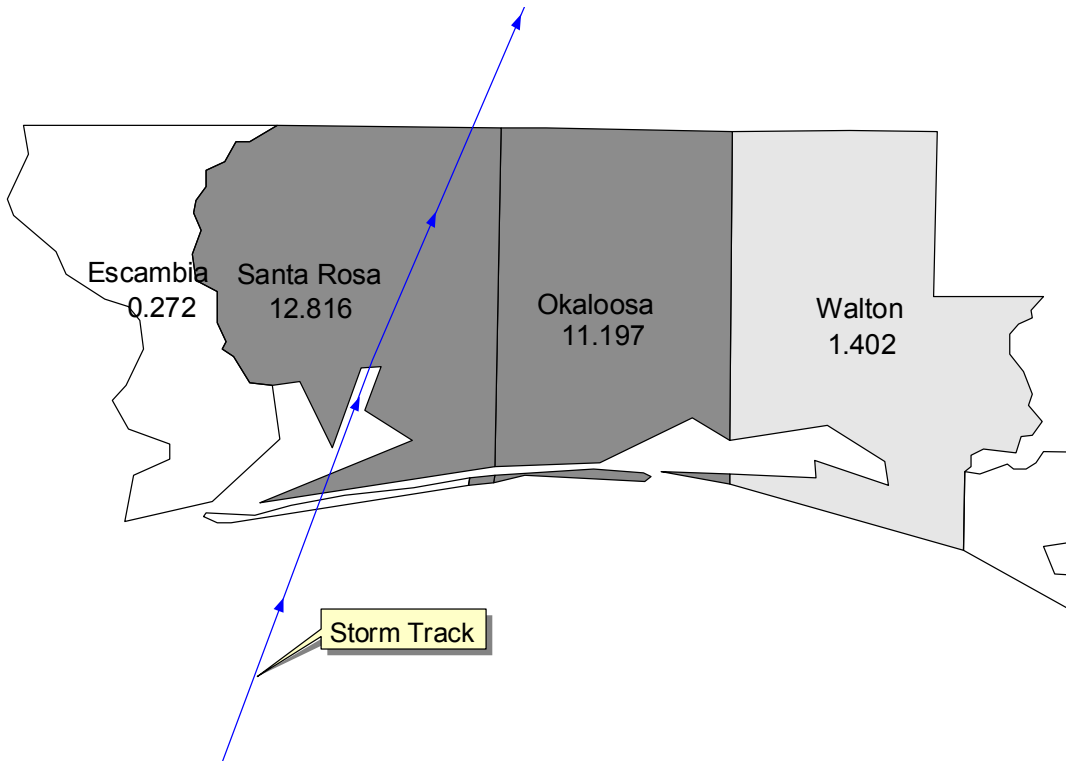 Escambia
0.272
Santa Rosa
12.816
Okaloosa
11.197
Walton
1.402
Storm Track